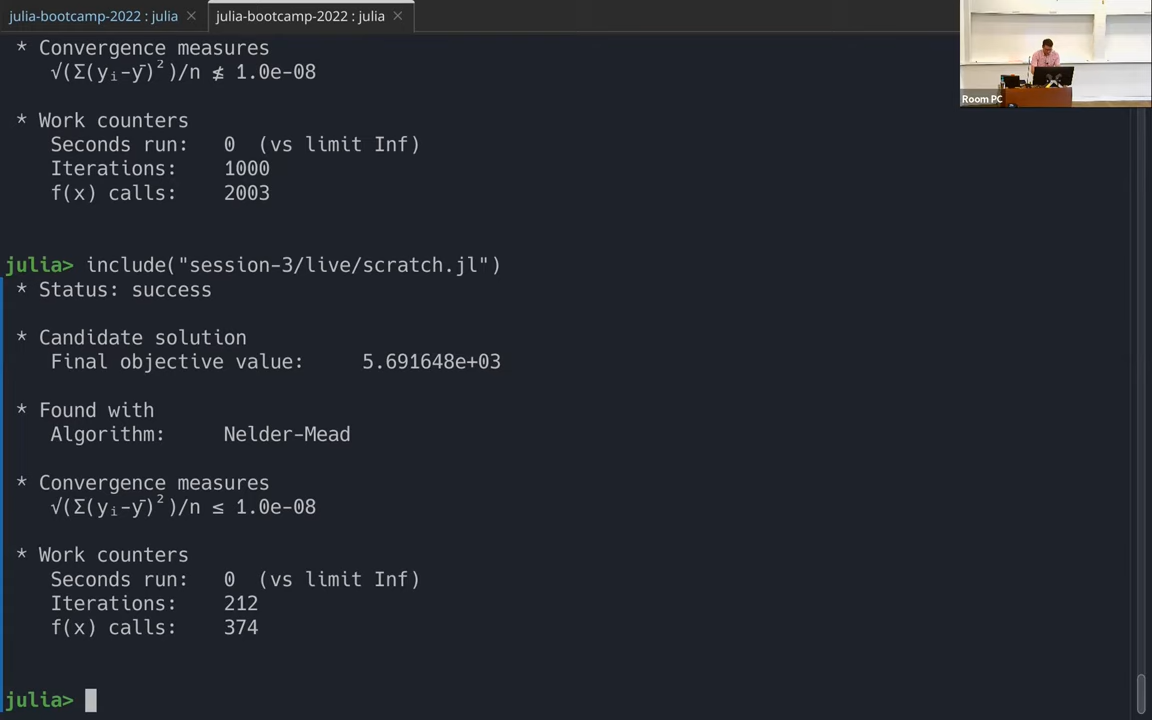 julia-bootcamp-2022 : julia × julia-bootcamp-2022 : julia ×
* Convergence measures
√(Σ(yᵢ-ȳ)²)/n ≰ 1.0e-08
* Work counters
Seconds run: 0 (vs limit Inf)
Iterations: 1000
f(x) calls: 2003
julia> include("session-3/live/scratch.jl")
* Status: success
* Candidate solution
Final objective value: 5.691648e+03
* Found with
Algorithm: Nelder-Mead
* Convergence measures
√(Σ(yᵢ-ȳ)²)/n ≤ 1.0e-08
* Work counters
Seconds run: 0 (vs limit Inf)
Iterations: 212
f(x) calls: 374
julia>
Room PC